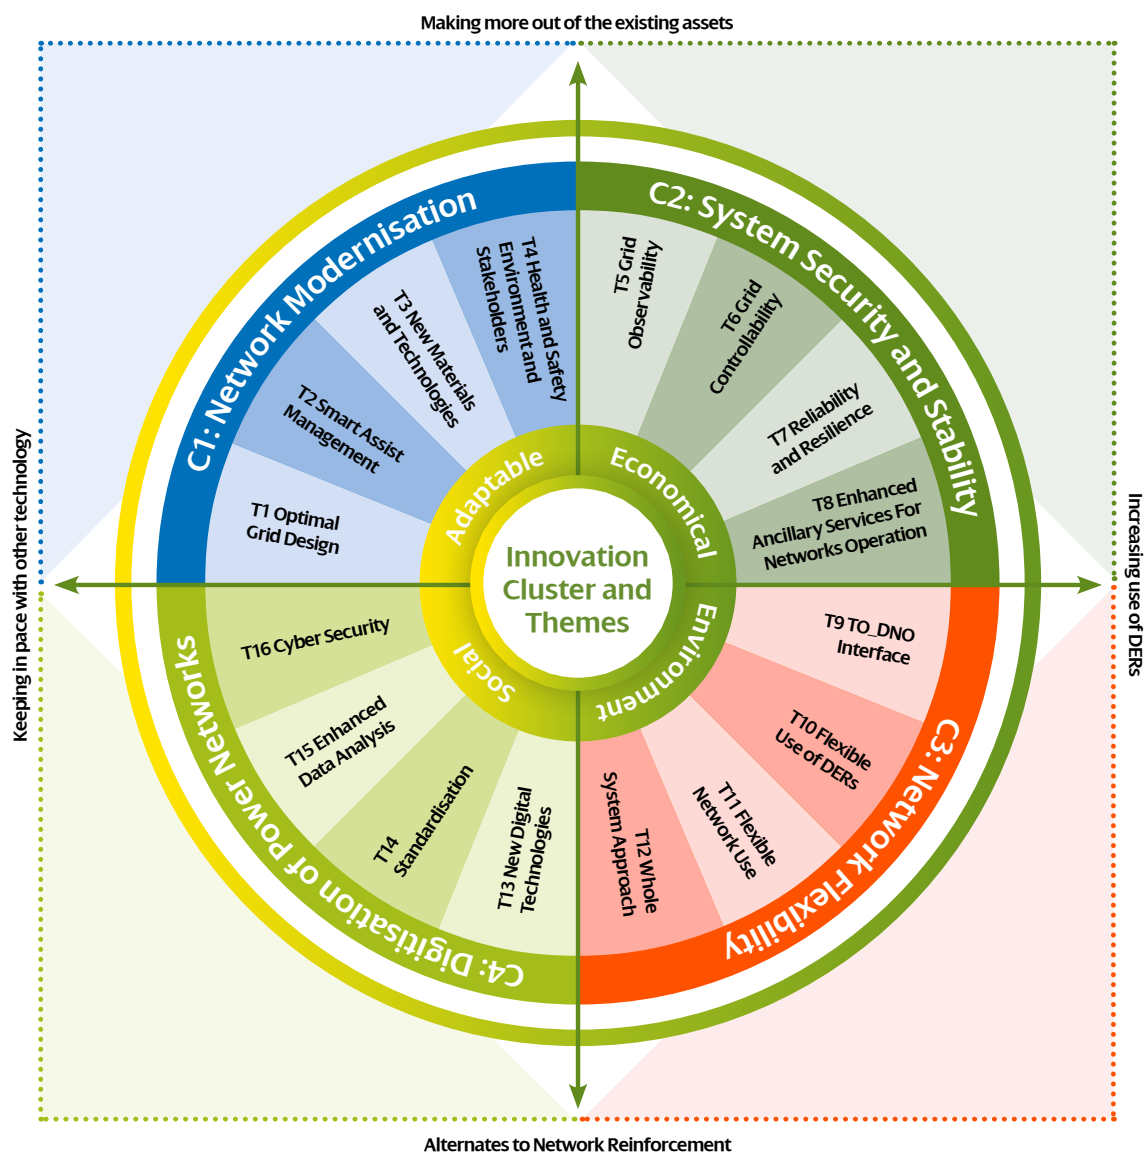 Making more out of the existing assets
C1: Network Modernisation
C2: System Security and Stability
T4 Health and Safety
Environment and
Stakeholders
T3 New Materials
and Technologies
T2 Smart Assist
Management
T1 Optimal
Grid Design
T5 Grid
Observability
T6 Grid
Controllability
T7 Reliability
and Resilience
T8 Enhanced
Ancillary Services For
Networks Operation
Adaptable
Economical
Innovation
Cluster and
Themes
Social
Environment
Keeping in pace with other technology
Increasing use of DERs
T9 TO_DNO
Interface
T10 Flexible
Use of DERs
T11 Flexible
Network Use
T12 Whole
System Approach
T13 New Digital
Technologies
T14
Standardisation
T15 Enhanced
Data Analysis
T16 Cyber Security
C3: Network Flexibility
C4: Digitisation of Power Networks
Alternates to Network Reinforcement